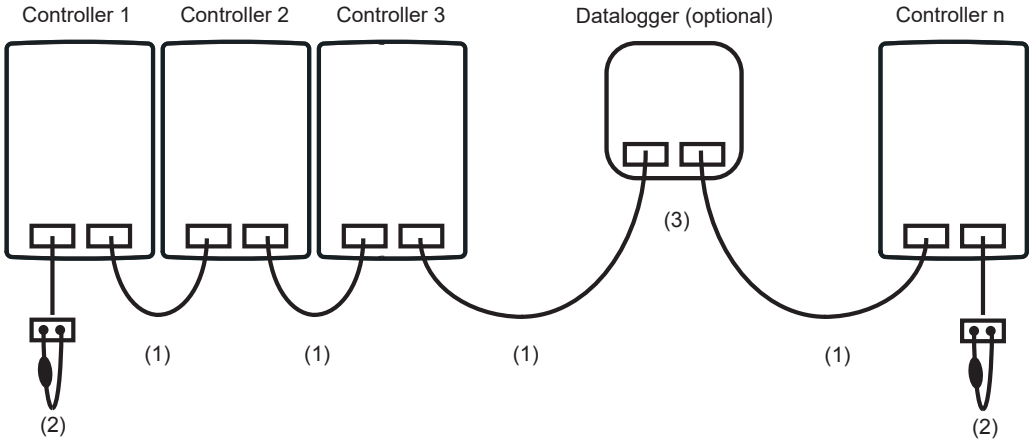 Controller 1 Controller 2 Controller 3 Datalogger (optional) Controller n
(3)
(1) (1) (1) (1)
(2) (2)